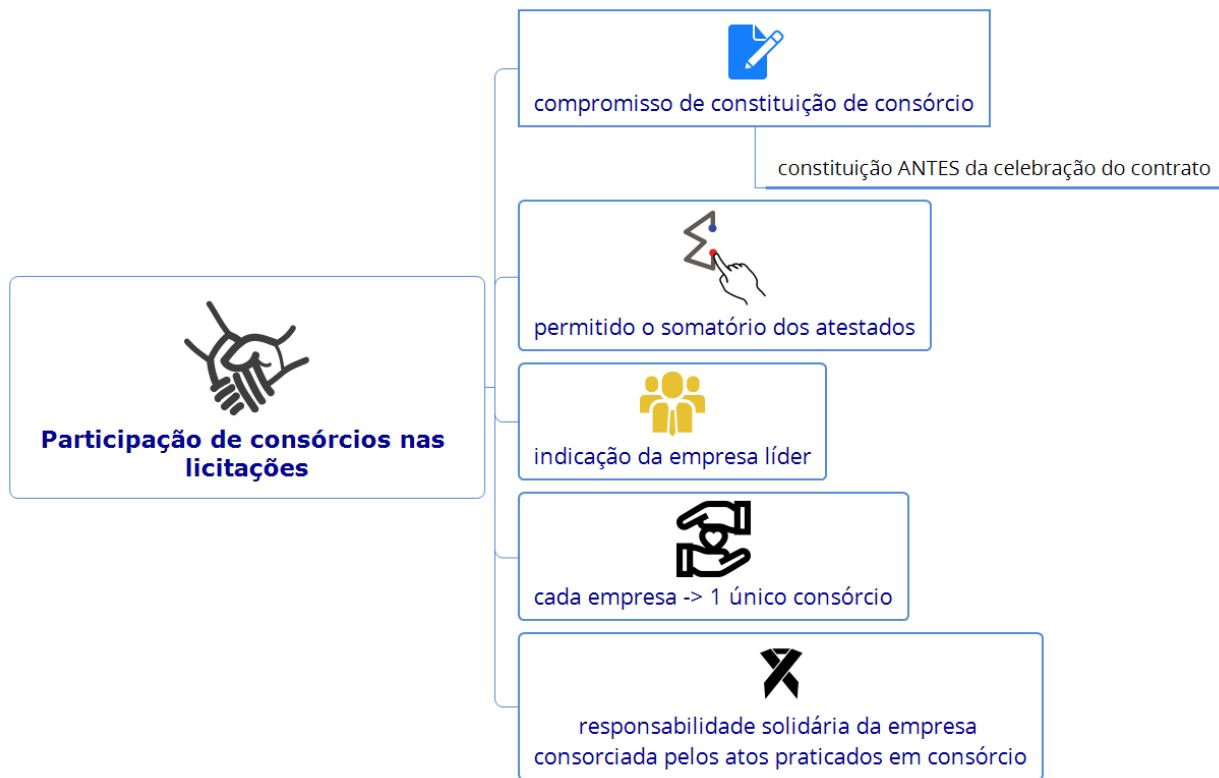 compromisso de constituição de consórcio
constituição ANTES da celebração do contrato
permitido o somatório dos atestados
Participação de consórcios nas
licitações
indicação da empresa líder
cada empresa -> 1 único consórcio
responsabilidade solidária da empresa
consorciada pelos atos praticados em consórcio